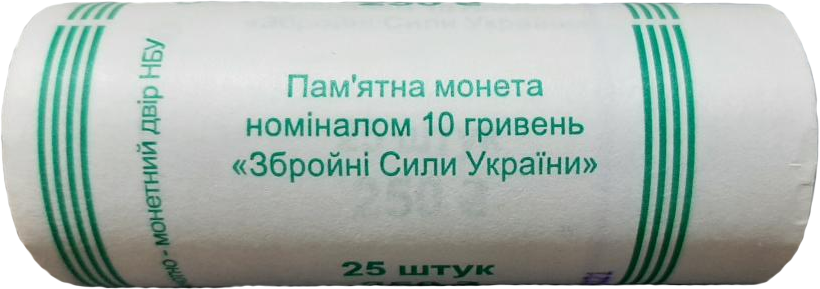 Пам'ятна монета
номіналом 10 гривень
«Збройні Сили України»
25 штук
монетний двір НБУ